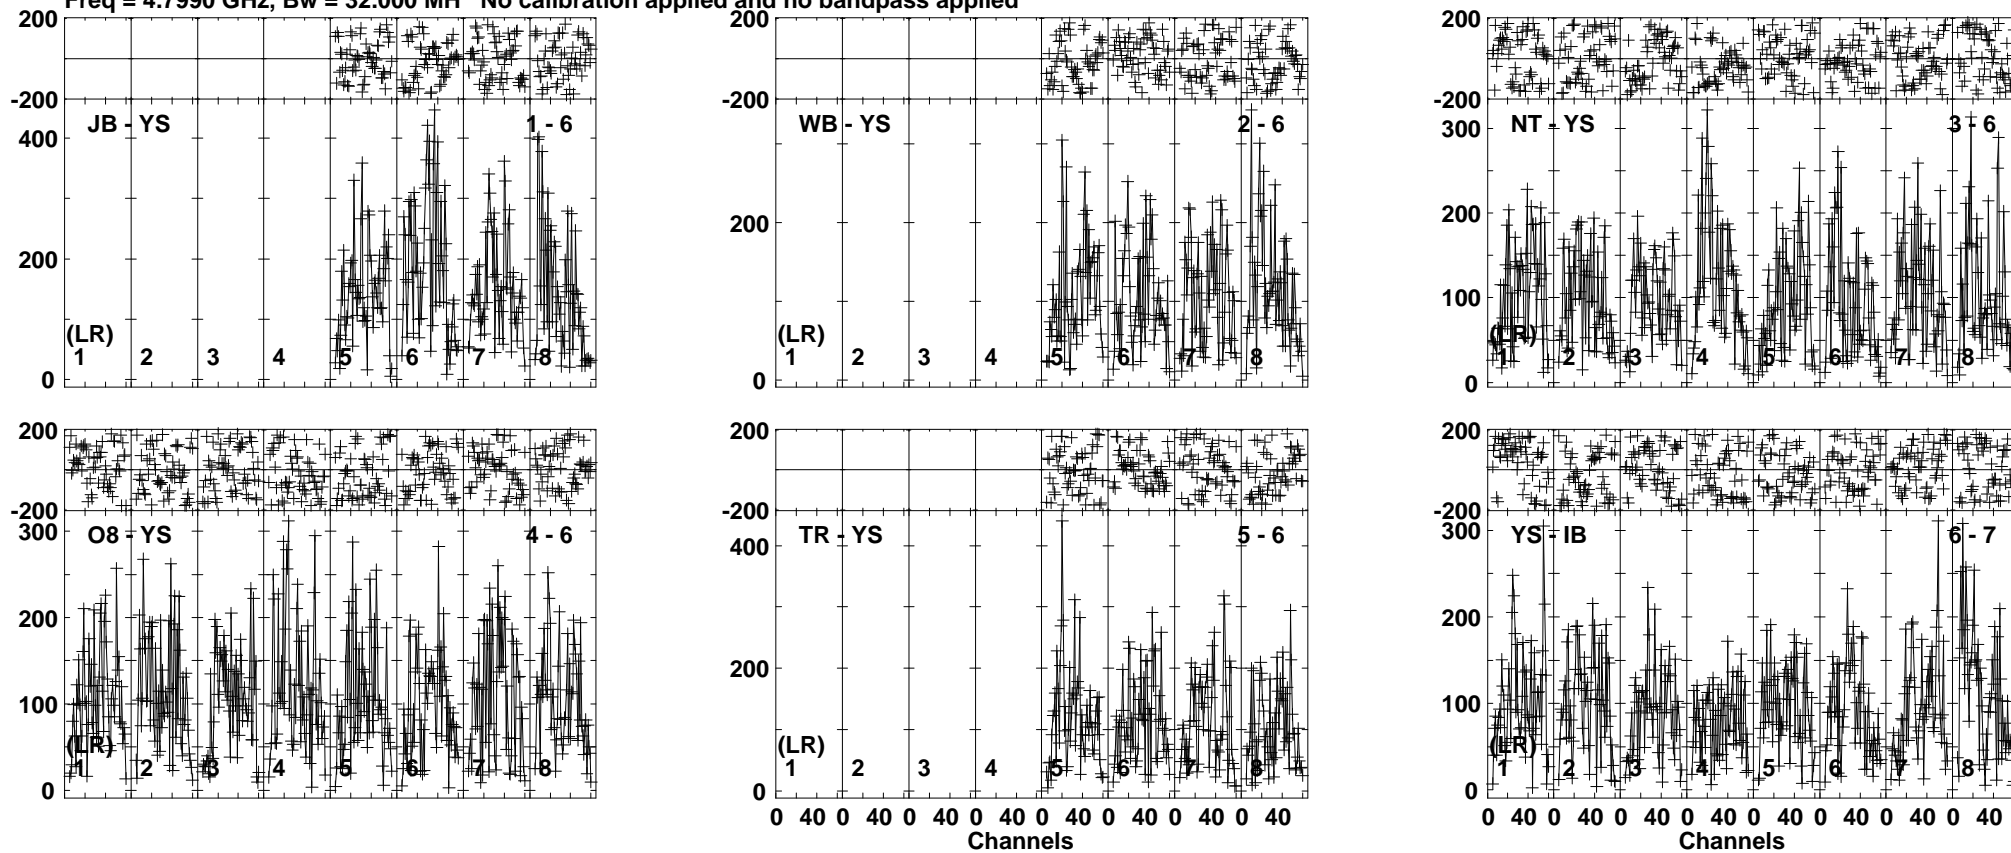 Freq = 4.7990 GHz, Bw = 32.000 MH No calibration applied and no bandpass applied
200
-200
JB - YS 1 - 6
400
200
(LR)
1 2 3 4 5 6 7 8
0
200
-200
WB - YS 2 - 6
200
(LR)
1 2 3 4 5 6 7 8
0
200
-200
NT - YS 3 - 6
300
200
100
(LR)
1 2 3 4 5 6 7 8
0
200
-200
O8 - YS 4 - 6
300
200
100
(LR)
1 2 3 4 5 6 7 8
0
200
-200
TR - YS 5 - 6
400
200
(LR)
1 2 3 4 5 6 7 8
0
0 40 0 40 0 40 0 40 0 40 0 40 0 40 0 40
Channels
200
-200
YS - IB 6 - 7
300
200
100
(LR)
1 2 3 4 5 6 7 8
0
0 40 0 40 0 40 0 40 0 40 0 40 0 40 0 40
Channels